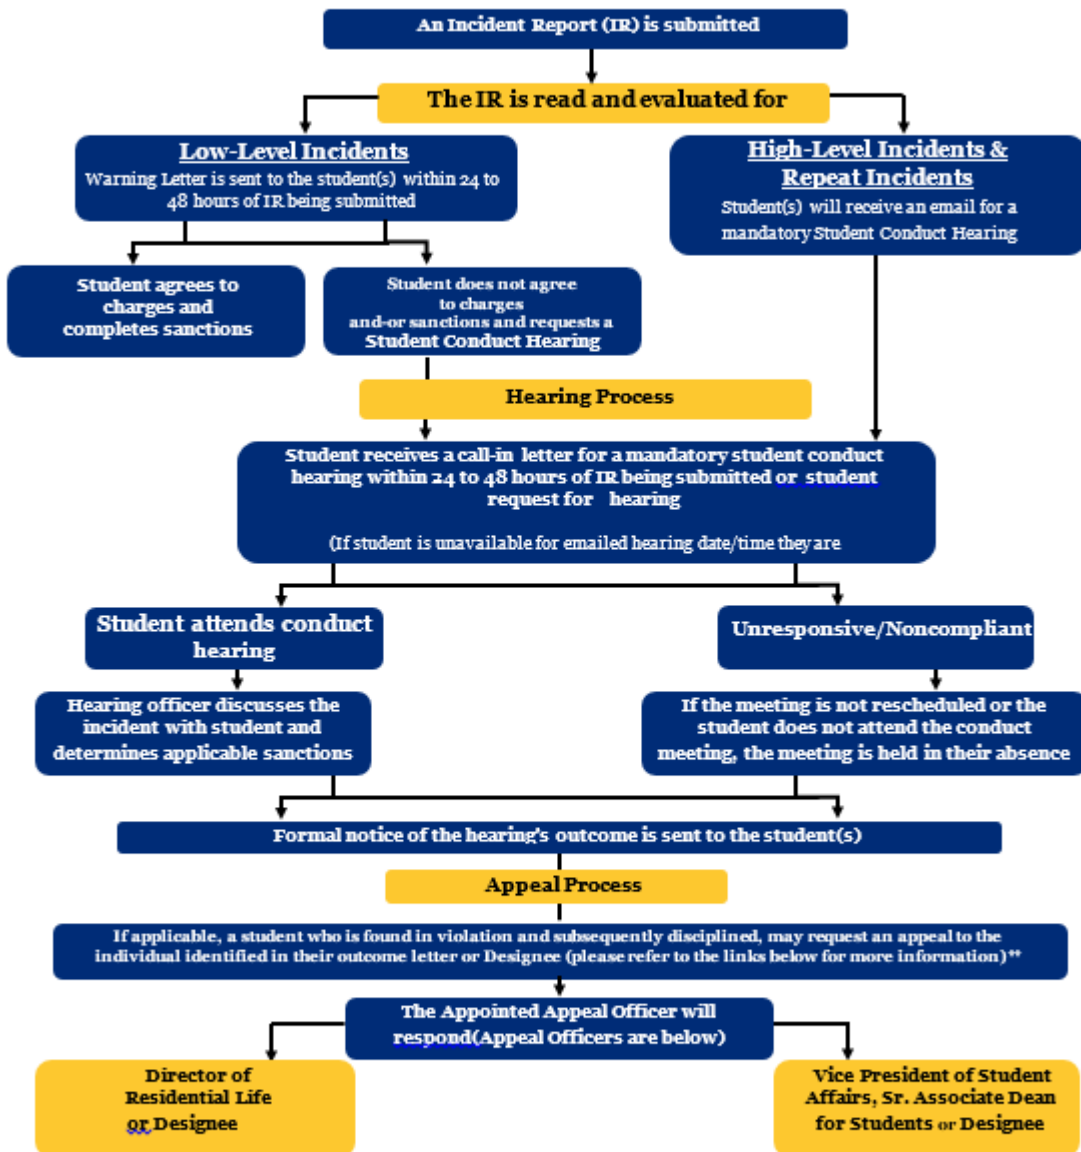 An Incident Report (IR) is submitted
The IR is read and evaluated for
Low-Level Incidents
Warning Letter is sent to the student(s) within 24 to
48 hours of IR being submitted
High-Level Incidents &
Repeat Incidents
Student(s) will receive an email for a
mandatory Student Conduct Hearing
Student agrees to
charges and
completes sanctions
Student does not agree
to charges
and-or sanctions and requests a
Student Conduct Hearing
Hearing Process
Student receives a call-in letter for a mandatory student conduct
hearing within 24 to 48 hours of IR being submitted or student
request for hearing
(If student is unavailable for emailed hearing date/time they are
Student attends conduct
hearing
Unresponsive/Noncompliant
Hearing officer discusses the
incident with student and
determines applicable sanctions
If the meeting is not rescheduled or the
student does not attend the conduct
meeting, the meeting is held in their absence
Formal notice of the hearing's outcome is sent to the student(s)
Appeal Process
If applicable, a student who is found in violation and subsequently disciplined, may request an appeal to the
individual identified in their outcome letter or Designee (please refer to the links below for more information)**
The Appointed Appeal Officer will
respond(Appeal Officers are below)
Director of
Residential Life
or Designee
Vice President of Student
Affairs, Sr. Associate Dean
for Students or Designee